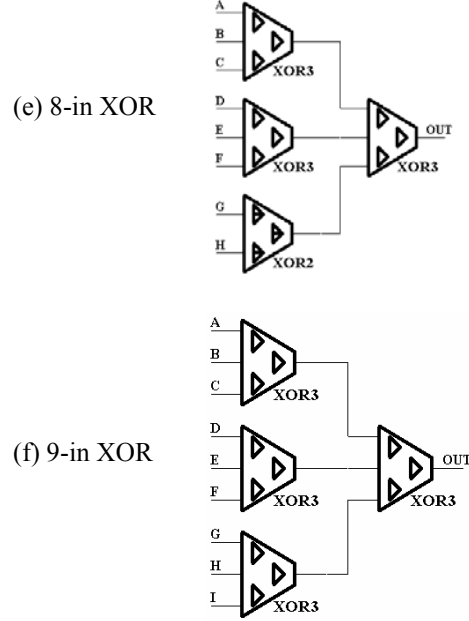 A
B
C
XOR3
(e) 8-in XOR
D
E
F
XOR3
OUT
XOR3
G
H
XOR2
A
B
C
XOR3
(f) 9-in XOR
D
E
F
XOR3
OUT
XOR3
G
H
I
XOR3